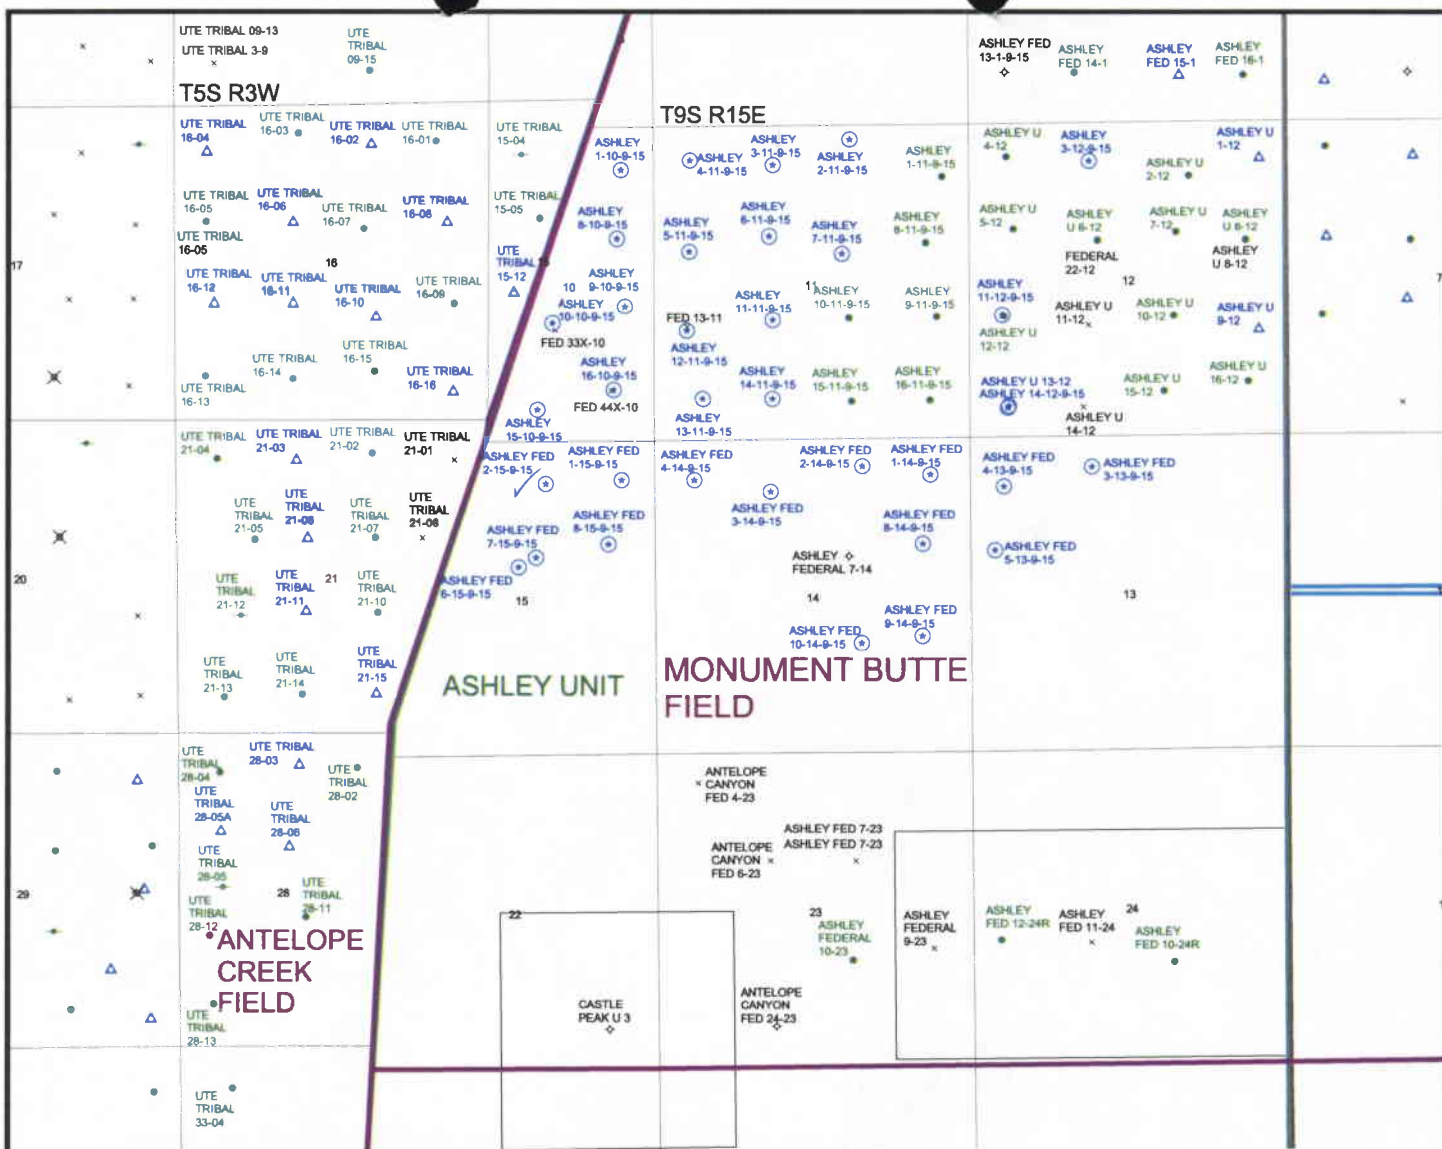 UTE TRIBAL 09-13
UTE TRIBAL 3-9
UTE
TRIBAL
09-15
ASHLEY FED
13-1-9-15
ASHLEY
FED 14-1
ASHLEY
FED 15-1
ASHLEY
FED 16-1
T5S R3W
T9S R15E
UTE TRIBAL
16-04
UTE TRIBAL
16-03
UTE TRIBAL
16-02
UTE TRIBAL
16-01
UTE TRIBAL
15-04
ASHLEY
1-10-9-15
ASHLEY
4-11-9-15
ASHLEY
3-11-9-15
ASHLEY
2-11-9-15
ASHLEY
1-11-9-15
ASHLEY U
4-12
ASHLEY
3-12-9-15
ASHLEY U
2-12
ASHLEY U
1-12
UTE TRIBAL
16-05
UTE TRIBAL
16-06
UTE TRIBAL
16-07
UTE TRIBAL
16-08
UTE TRIBAL
15-05
UTE TRIBAL
16-05
ASHLEY
8-10-9-15
ASHLEY
5-11-9-15
ASHLEY
6-11-9-15
ASHLEY
7-11-9-15
ASHLEY
8-11-9-15
ASHLEY U
5-12
ASHLEY
U 6-12
ASHLEY U
7-12
ASHLEY
U 8-12
FEDERAL
22-12
ASHLEY
U 8-12
17
16
UTE
TRIBAL
15-12
10
11
12
7
UTE TRIBAL
16-12
UTE TRIBAL
16-11
UTE TRIBAL
16-10
UTE TRIBAL
16-09
ASHLEY
9-10-9-15
ASHLEY
10-10-9-15
FED 33X-10
FED 13-11
ASHLEY
11-11-9-15
ASHLEY
10-11-9-15
ASHLEY
9-11-9-15
ASHLEY
11-12-9-15
ASHLEY U
12-12
ASHLEY U
11-12
ASHLEY U
10-12
ASHLEY U
9-12
UTE TRIBAL
16-13
UTE TRIBAL
16-14
UTE TRIBAL
16-15
UTE TRIBAL
16-16
ASHLEY
16-10-9-15
FED 44X-10
ASHLEY
12-11-9-15
ASHLEY
14-11-9-15
ASHLEY
15-11-9-15
ASHLEY
16-11-9-15
ASHLEY U 13-12
ASHLEY 14-12-9-15
ASHLEY U
14-12
ASHLEY U
15-12
ASHLEY U
16-12
ASHLEY
15-10-9-15
ASHLEY
13-11-9-15
UTE TRIBAL
21-04
UTE TRIBAL
21-03
UTE TRIBAL
21-02
UTE TRIBAL
21-01
ASHLEY FED
2-15-9-15
ASHLEY FED
1-15-9-15
ASHLEY FED
4-14-9-15
ASHLEY FED
2-14-9-15
ASHLEY FED
1-14-9-15
ASHLEY FED
4-13-9-15
ASHLEY FED
3-13-9-15
UTE
TRIBAL
21-05
UTE
TRIBAL
21-06
UTE
TRIBAL
21-07
UTE
TRIBAL
21-08
ASHLEY FED
7-15-9-15
ASHLEY FED
8-15-9-15
ASHLEY FED
3-14-9-15
ASHLEY FED
8-14-9-15
ASHLEY FED
5-13-9-15
ASHLEY
FEDERAL 7-14
20
UTE
TRIBAL
21-12
UTE
TRIBAL
21-11
21
UTE
TRIBAL
21-10
ASHLEY FED
6-15-9-15
15
14
13
ASHLEY FED
9-14-9-15
ASHLEY FED
10-14-9-15
UTE
TRIBAL
21-13
UTE
TRIBAL
21-14
UTE
TRIBAL
21-15
ASHLEY UNIT
MONUMENT BUTTE
FIELD
UTE
TRIBAL
28-04
UTE TRIBAL
28-03
UTE
TRIBAL
28-02
ANTELOPE
CANYON
FED 4-23
UTE
TRIBAL
28-05A
UTE
TRIBAL
28-06
ASHLEY FED 7-23
ASHLEY FED 7-23
ANTELOPE
CANYON
FED 6-23
UTE
TRIBAL
28-05
29
28
UTE
TRIBAL
28-11
UTE
TRIBAL
28-12
22
23
24
ASHLEY
FEDERAL
10-23
ASHLEY
FEDERAL
9-23
ASHLEY
FED 12-24R
ASHLEY
FED 11-24
ASHLEY
FED 10-24R
ANTELOPE
CREEK
FIELD
CASTLE
PEAK U 3
ANTELOPE
CANYON
FED 24-23
UTE
TRIBAL
28-13
UTE
TRIBAL
33-04